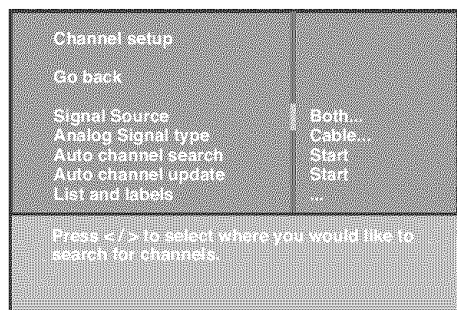 Channel setup
Go back
Signal Source Both...
Analog Signal type Cable...
Auto channel search Start
Auto channel update Start
List and labels ...
Press < / > to select where you would like to
search for channels.